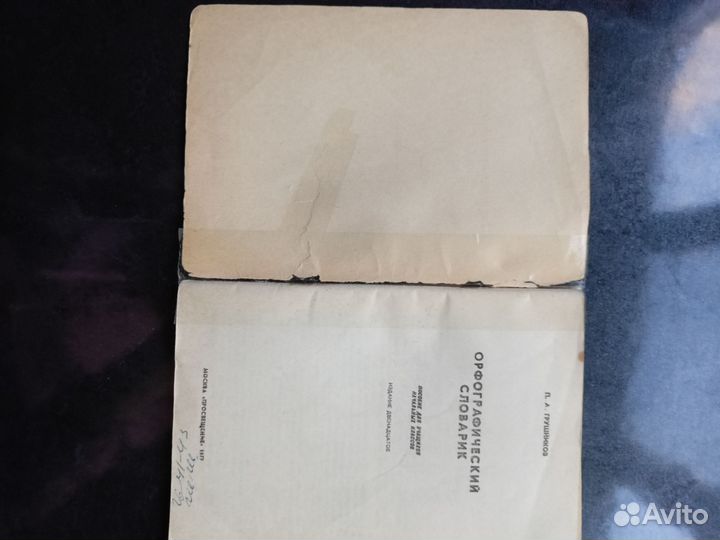 П. А. ГРУШНИКОВ
ОРФОГРАФИЧЕСКИЙ
СЛОВАРИК
ПОСОБИЕ ДЛЯ УЧАЩИХСЯ
НАЧАЛЬНЫХ КЛАССОВ
ИЗДАНИЕ ДВЕНАДЦАТОЕ
МОСКВА «ПРОСВЕЩЕНИЕ»
Avito